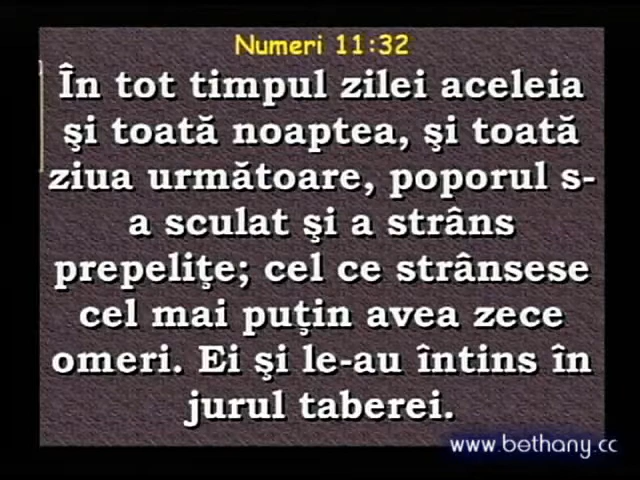 Numeri 11:32
În tot timpul zilei aceleia
şi toată noaptea, şi toată
ziua următoare, poporul s-
a sculat şi a strâns
prepeliţe; cel ce strânsese
cel mai puţin avea zece
omeri. Ei şi le-au întins în
jurul taberei.
www.bethany.cc